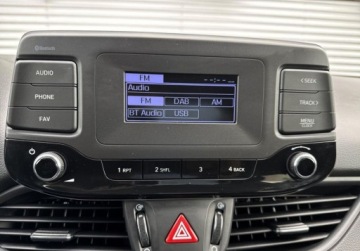 Bluetooth
AUDIO
PHONE
FAV
FM
Audio
FM DAB AM
BT Audio USB
< SEEK
TRACK >
MENU
1 RPT 2 SHFL 3 4 BACK